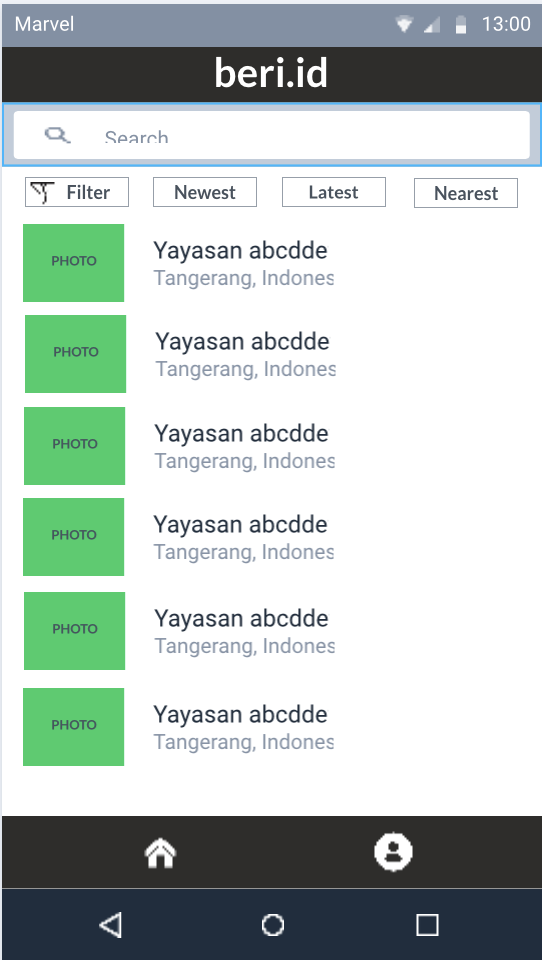 Marvel 13:00
beri.id
Search
Filter Newest Latest Nearest
PHOTO Yayasan abcdde
Tangerang, Indones
PHOTO Yayasan abcdde
Tangerang, Indones
PHOTO Yayasan abcdde
Tangerang, Indones
PHOTO Yayasan abcdde
Tangerang, Indones
PHOTO Yayasan abcdde
Tangerang, Indones
PHOTO Yayasan abcdde
Tangerang, Indones